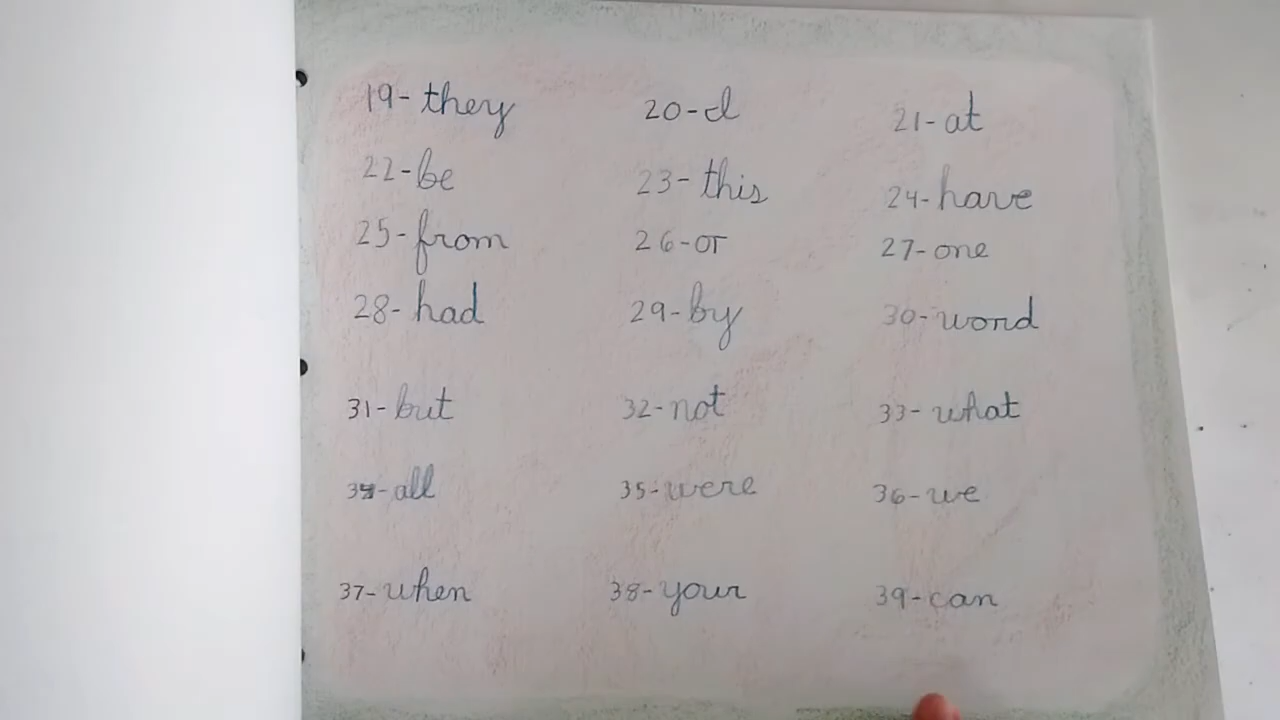 19- they 20- I 21- at
22- be 23- this 24- have
25- from 26- or 27- one
28- had 29- by 30- word
31- but 32- not 33- what
34- all 35- were 36- we
37- when 38- your 39- can